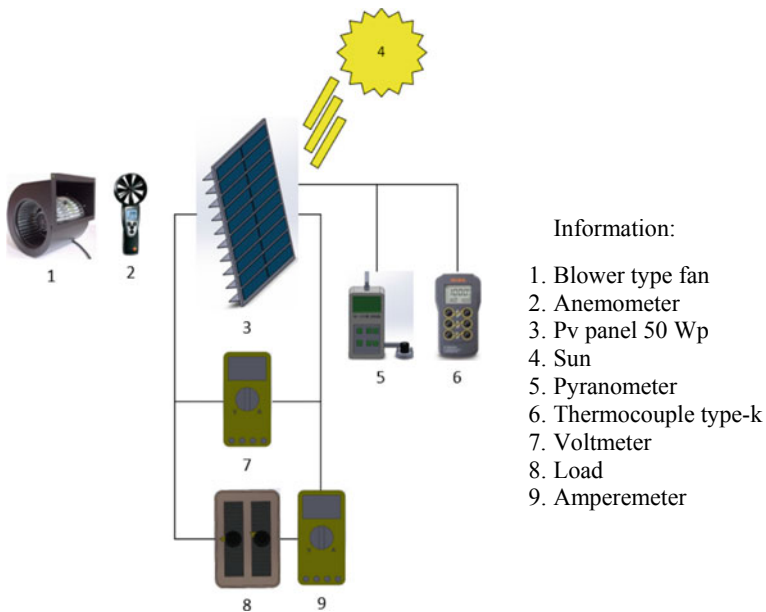 4
1
2
3
5
6
7
8
9
Information:
1. Blower type fan
2. Anemometer
3. Pv panel 50 Wp
4. Sun
5. Pyranometer
6. Thermocouple type-k
7. Voltmeter
8. Load
9. Amperemeter